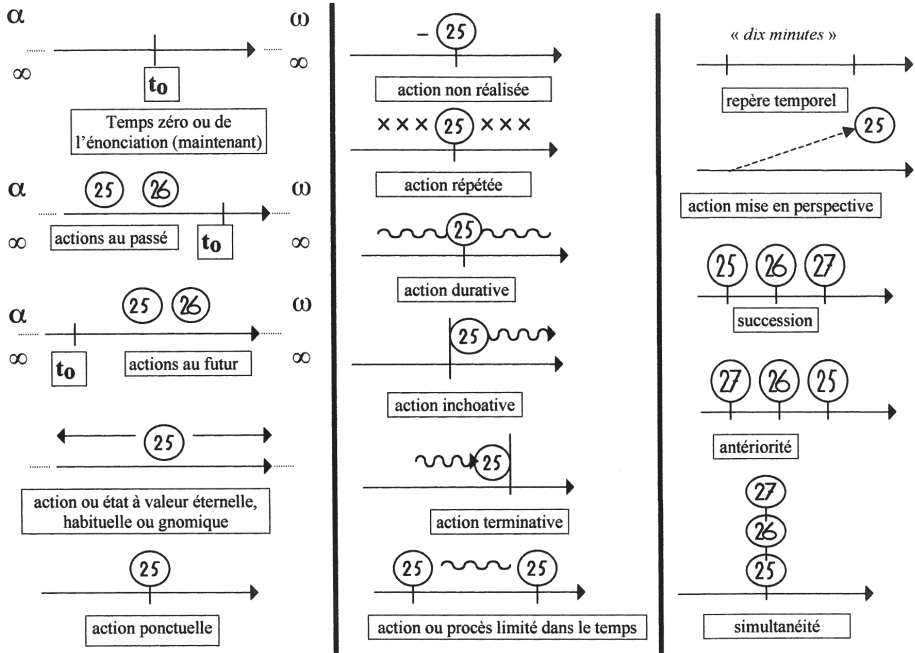 α ω
∞ ∞
t₀
Temps zéro ou de
l'énonciation (maintenant)
α 25 26 ω
∞ actions au passé t₀ ∞
α 25 26 ω
∞ t₀ actions au futur ∞
25
action ou état à valeur éternelle,
habituelle ou gnomique
25
action ponctuelle
– 25
action non réalisée
××× 25 ×××
action répétée
25
action durative
25
action inchoative
25
action terminative
25 25
action ou procès limité dans le temps
« dix minutes »
repère temporel
25
action mise en perspective
25 26 27
succession
27 26 25
antériorité
27
26
25
simultanéité